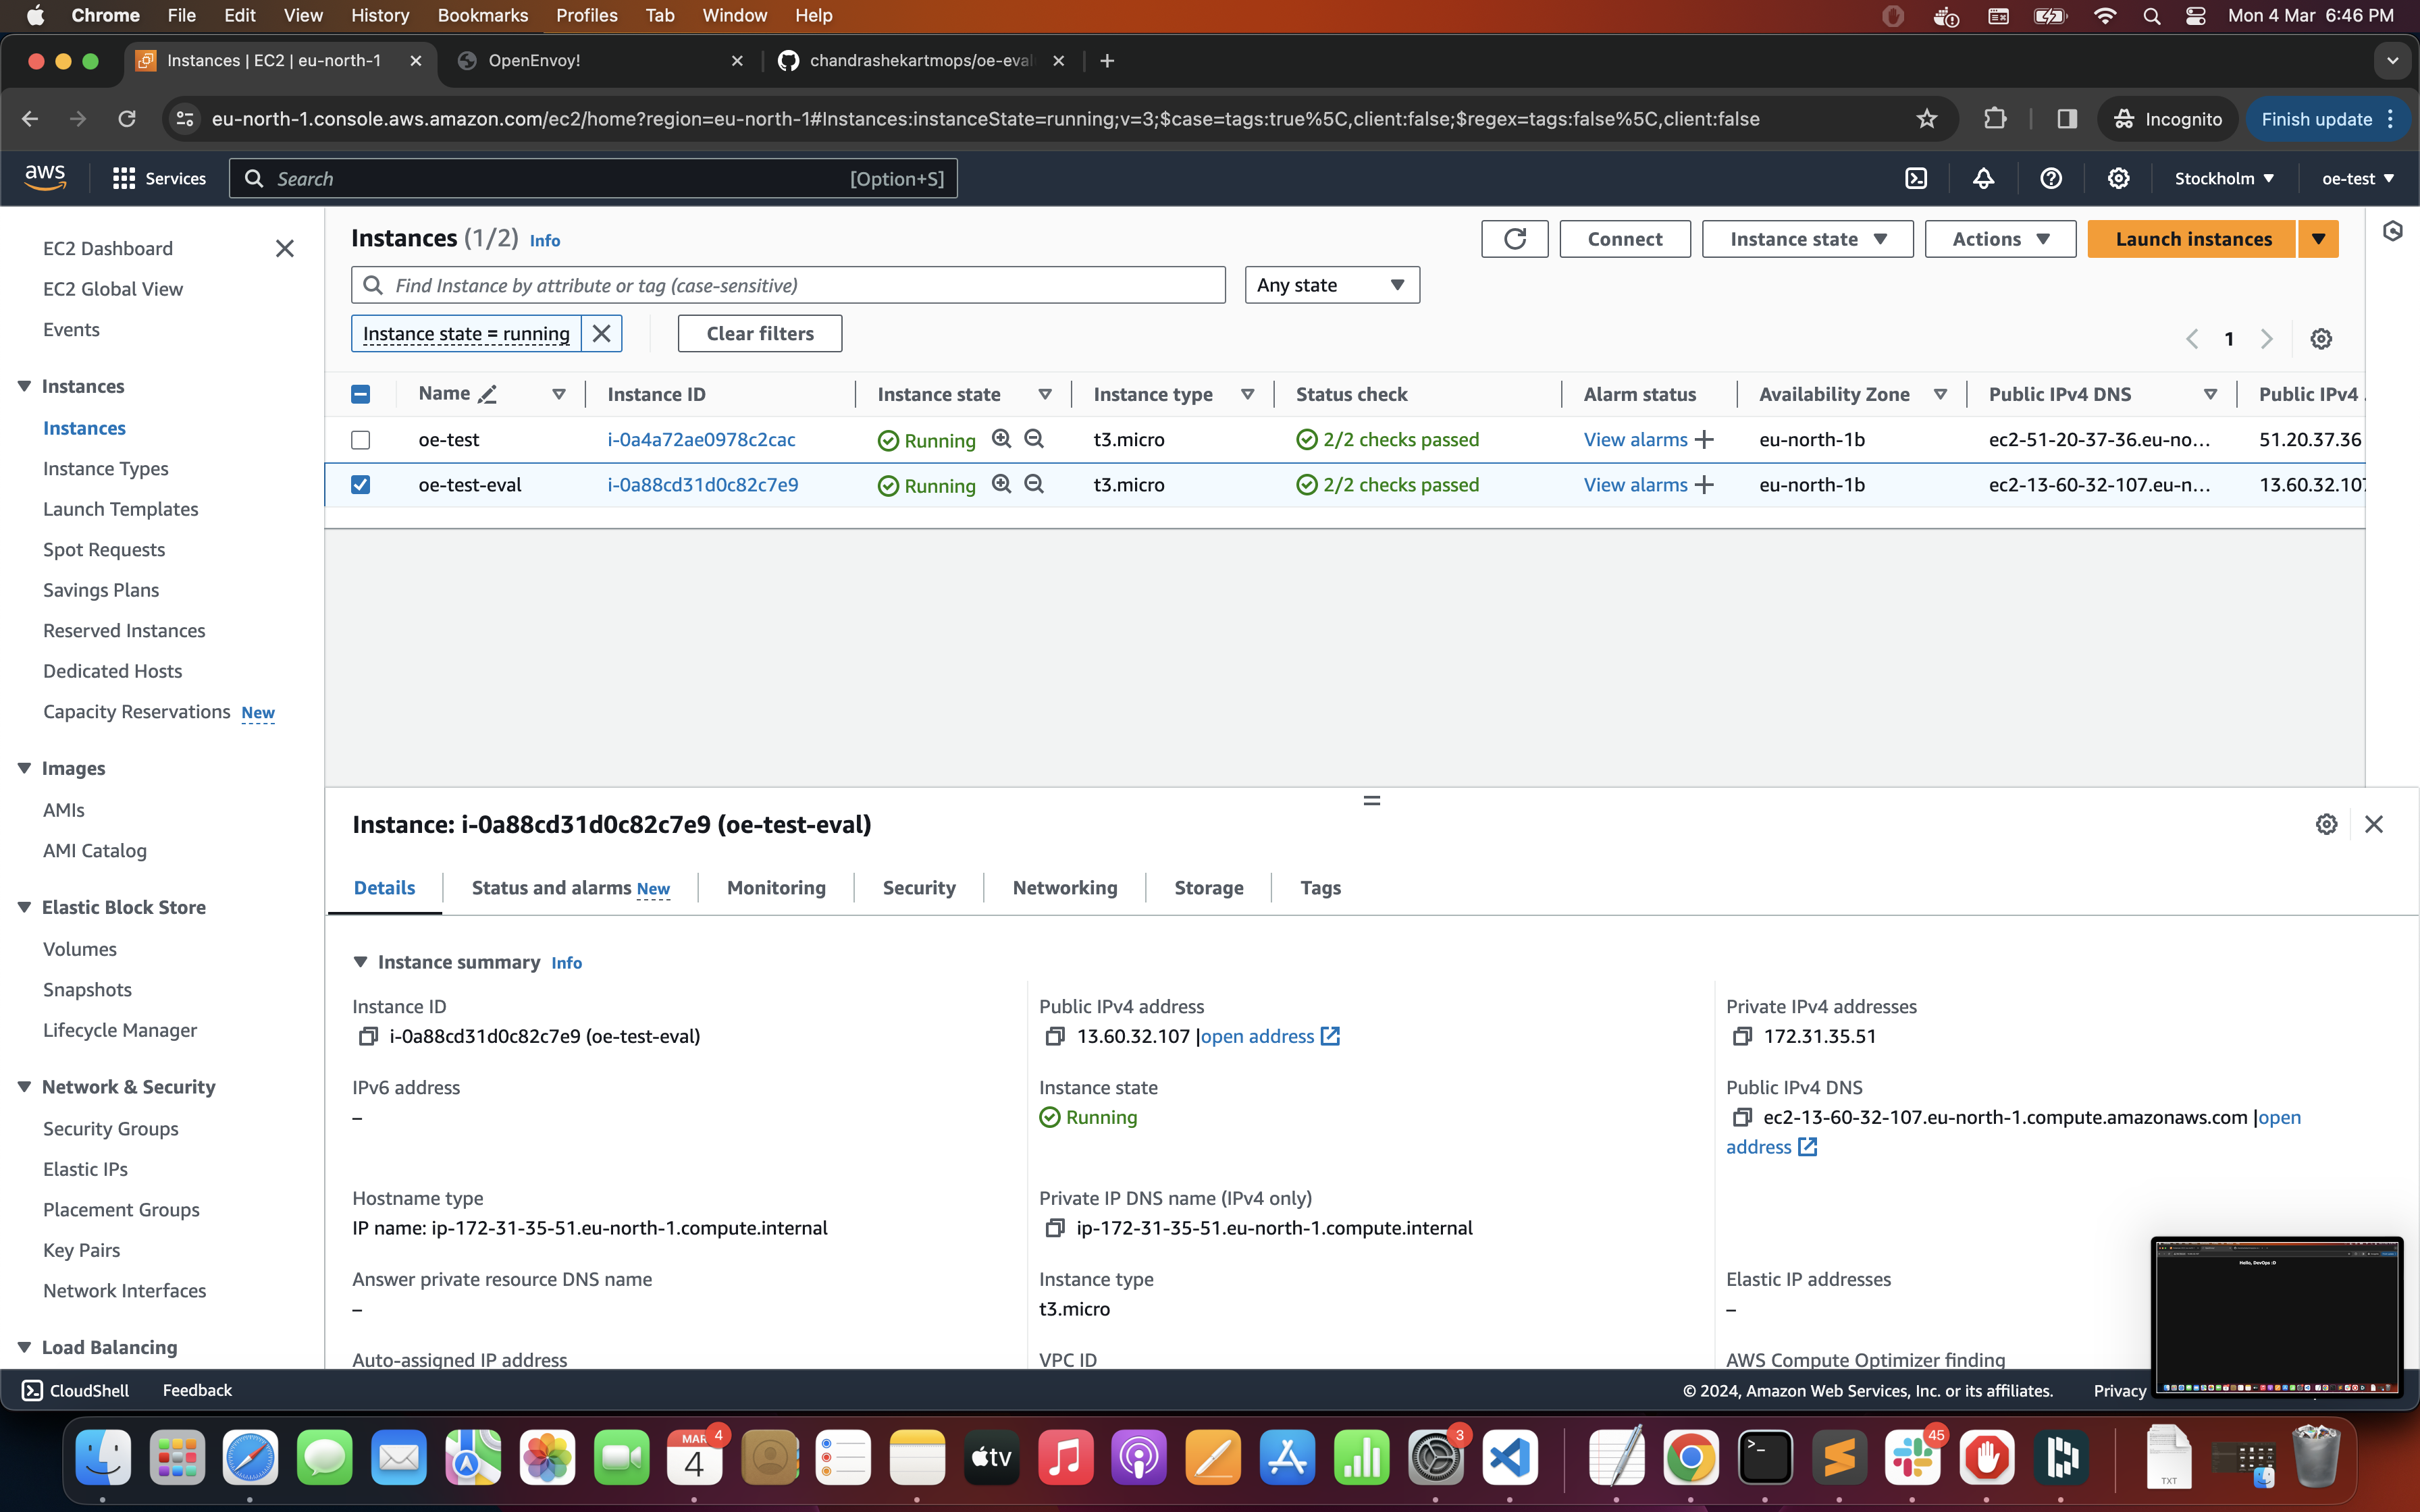 Chrome File Edit View History Bookmarks Profiles Tab Window Help Mon 4 Mar 6:46 PM
Instances | EC2 | eu-north-1 OpenEnvoy! chandrashekartmops/oe-eval
eu-north-1.console.aws.amazon.com/ec2/home?region=eu-north-1#Instances:instanceState=running;v=3;$case=tags:true%5C,client:false;$regex=tags:false%5C,client:false Incognito Finish update
aws Services Search [Option+S] Stockholm oe-test
EC2 Dashboard
EC2 Global View
Events
Instances
Instances
Instance Types
Launch Templates
Spot Requests
Savings Plans
Reserved Instances
Dedicated Hosts
Capacity Reservations New
Images
AMIs
AMI Catalog
Elastic Block Store
Volumes
Snapshots
Lifecycle Manager
Network & Security
Security Groups
Elastic IPs
Placement Groups
Key Pairs
Network Interfaces
Load Balancing
Instances (1/2) Info Connect Instance state Actions Launch instances
Find Instance by attribute or tag (case-sensitive) Any state
Instance state = running Clear filters 1
Name Instance ID Instance state Instance type Status check Alarm status Availability Zone Public IPv4 DNS Public IPv4 .
oe-test i-0a4a72ae0978c2cac Running t3.micro 2/2 checks passed View alarms eu-north-1b ec2-51-20-37-36.eu-no... 51.20.37.36
oe-test-eval i-0a88cd31d0c82c7e9 Running t3.micro 2/2 checks passed View alarms eu-north-1b ec2-13-60-32-107.eu-n... 13.60.32.107
Instance: i-0a88cd31d0c82c7e9 (oe-test-eval)
Details Status and alarms New Monitoring Security Networking Storage Tags
Instance summary Info
Instance ID
i-0a88cd31d0c82c7e9 (oe-test-eval)
Public IPv4 address
13.60.32.107 |open address
Private IPv4 addresses
172.31.35.51
IPv6 address
–
Instance state
Running
Public IPv4 DNS
ec2-13-60-32-107.eu-north-1.compute.amazonaws.com |open
address
Hostname type
IP name: ip-172-31-35-51.eu-north-1.compute.internal
Private IP DNS name (IPv4 only)
ip-172-31-35-51.eu-north-1.compute.internal
Answer private resource DNS name
–
Instance type
t3.micro
Elastic IP addresses
–
Auto-assigned IP address
VPC ID
AWS Compute Optimizer finding
Hello, DevOps :D
CloudShell Feedback © 2024, Amazon Web Services, Inc. or its affiliates. Privacy
MAR 4
4
tv
3
45
TXT